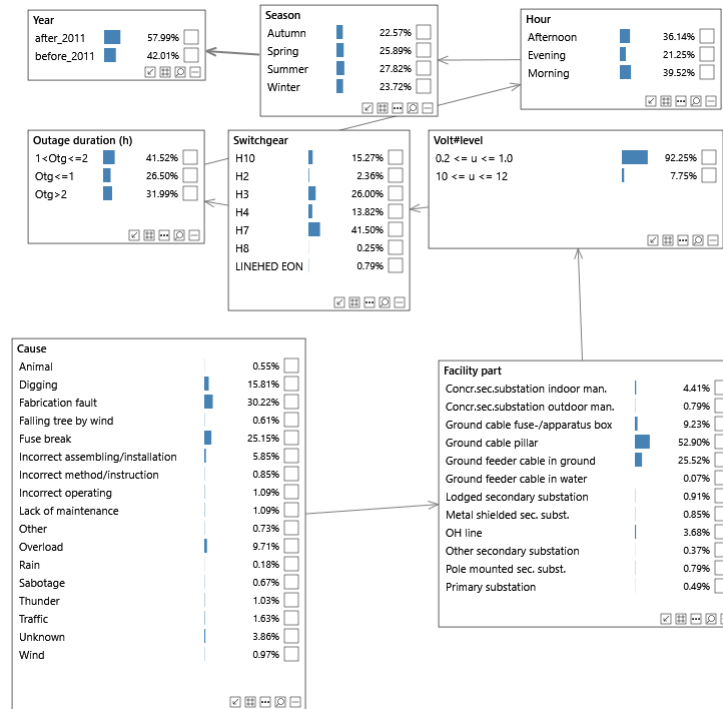 Year
after_2011 57.99%
before_2011 42.01%
Season
Autumn 22.57%
Spring 25.89%
Summer 27.82%
Winter 23.72%
Hour
Afternoon 36.14%
Evening 21.25%
Morning 39.52%
Outage duration (h)
1<Otg<=2 41.52%
Otg<=1 26.50%
Otg>2 31.99%
Switchgear
H10 15.27%
H2 2.36%
H3 26.00%
H4 13.82%
H7 41.50%
H8 0.25%
LINEHED EON 0.79%
Volt#level
0.2 <= u <= 1.0 92.25%
10 <= u <= 12 7.75%
Cause
Animal 0.55%
Digging 15.81%
Fabrication fault 30.22%
Falling tree by wind 0.61%
Fuse break 25.15%
Incorrect assembling/installation 5.85%
Incorrect method/instruction 0.85%
Incorrect operating 1.09%
Lack of maintenance 1.09%
Other 0.73%
Overload 9.71%
Rain 0.18%
Sabotage 0.67%
Thunder 1.03%
Traffic 1.63%
Unknown 3.86%
Wind 0.97%
Facility part
Concr.sec.substation indoor man. 4.41%
Concr.sec.substation outdoor man. 0.79%
Ground cable fuse-/apparatus box 9.23%
Ground cable pillar 52.90%
Ground feeder cable in ground 25.52%
Ground feeder cable in water 0.07%
Lodged secondary substation 0.91%
Metal shielded sec. subst. 0.85%
OH line 3.68%
Other secondary substation 0.37%
Pole mounted sec. subst. 0.79%
Primary substation 0.49%